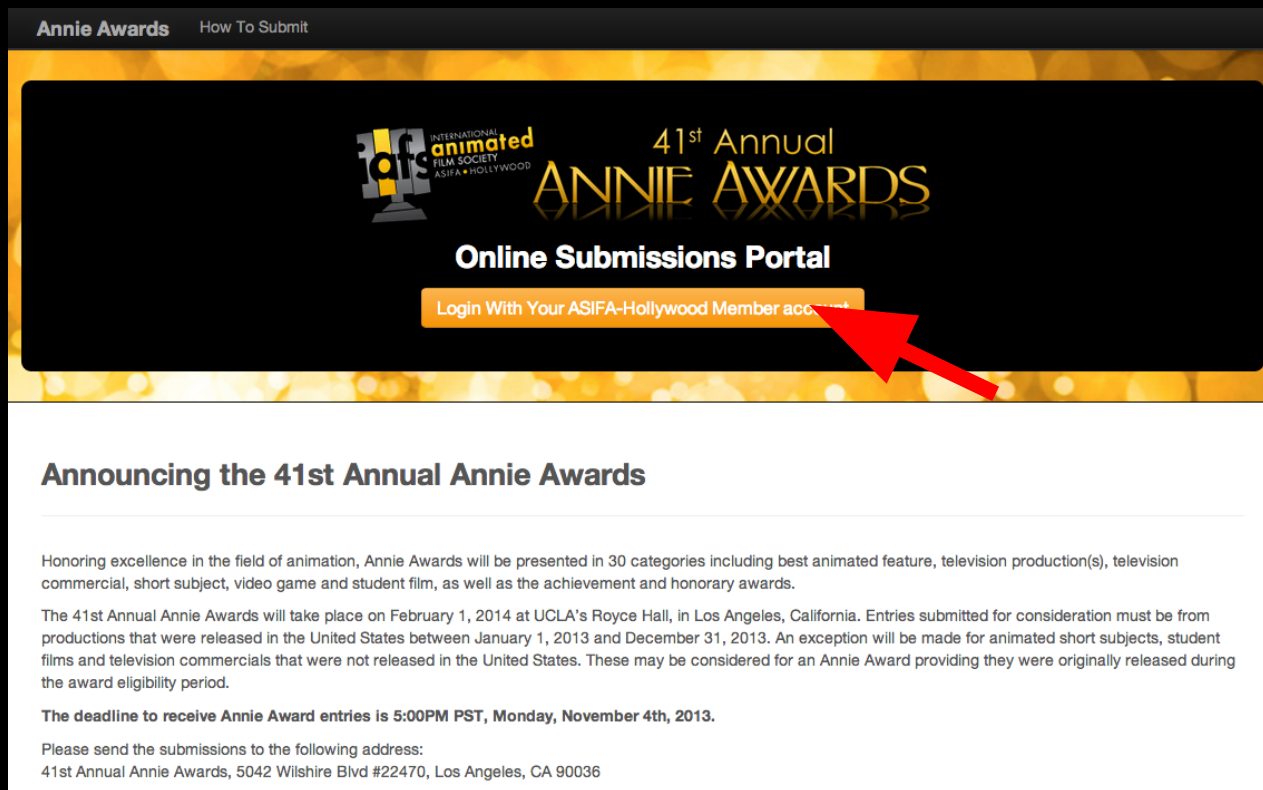 Annie Awards How To Submit
INTERNATIONAL
animated
FILM SOCIETY
ASIFA • HOLLYWOOD
iafs
41st Annual
ANNIE AWARDS
Online Submissions Portal
Login With Your ASIFA-Hollywood Member account
Announcing the 41st Annual Annie Awards
Honoring excellence in the field of animation, Annie Awards will be presented in 30 categories including best animated feature, television production(s), television
commercial, short subject, video game and student film, as well as the achievement and honorary awards.
The 41st Annual Annie Awards will take place on February 1, 2014 at UCLA's Royce Hall, in Los Angeles, California. Entries submitted for consideration must be from
productions that were released in the United States between January 1, 2013 and December 31, 2013. An exception will be made for animated short subjects, student
films and television commercials that were not released in the United States. These may be considered for an Annie Award providing they were originally released during
the award eligibility period.
The deadline to receive Annie Award entries is 5:00PM PST, Monday, November 4th, 2013.
Please send the submissions to the following address:
41st Annual Annie Awards, 5042 Wilshire Blvd #22470, Los Angeles, CA 90036